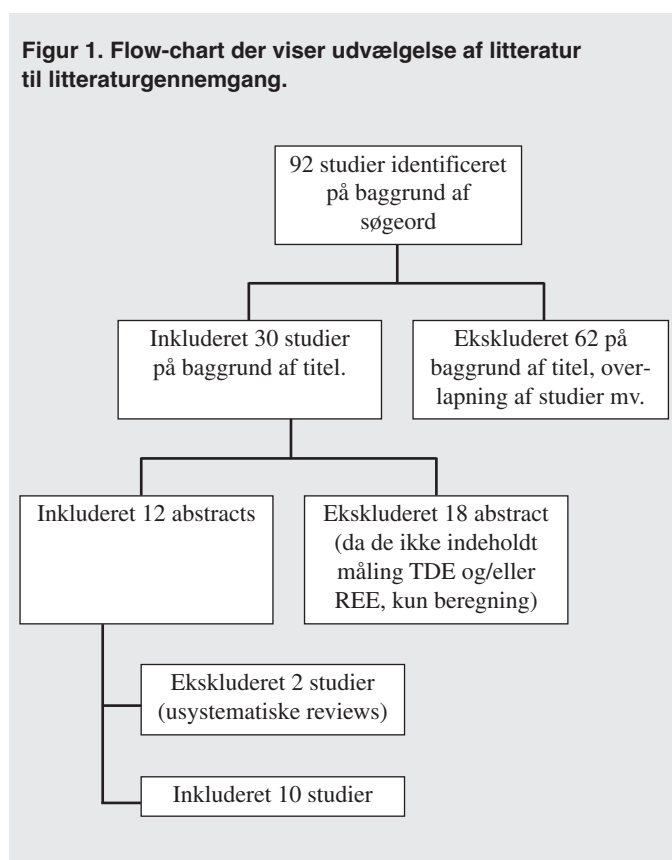 Figur 1. Flow-chart der viser udvælgelse af litteratur
til litteraturgennemgang.
92 studier identificeret
på baggrund af
søgeord
Inkluderet 30 studier
på baggrund af titel.
Ekskluderet 62 på
baggrund af titel, over-
lapning af studier mv.
Inkluderet 12 abstracts
Ekskluderet 18 abstract
(da de ikke indeholdt
måling TDE og/eller
REE, kun beregning)
Ekskluderet 2 studier
(usystematiske reviews)
Inkluderet 10 studier